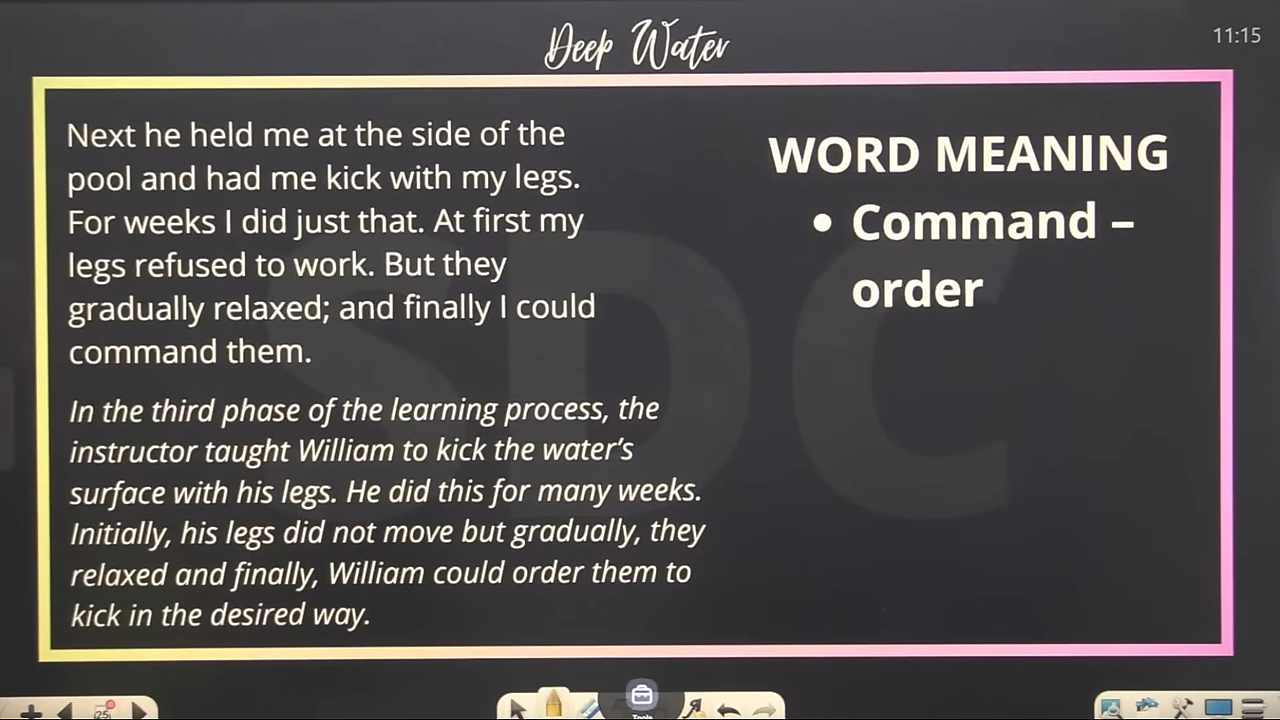 Deep Water
11:15
Next he held me at the side of the
pool and had me kick with my legs.
For weeks I did just that. At first my
legs refused to work. But they
gradually relaxed; and finally I could
command them.
In the third phase of the learning process, the
instructor taught William to kick the water's
surface with his legs. He did this for many weeks.
Initially, his legs did not move but gradually, they
relaxed and finally, William could order them to
kick in the desired way.
WORD MEANING
• Command –
order
SDC
25
Tools